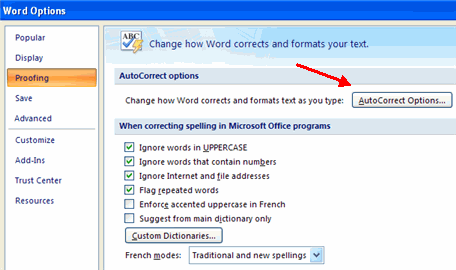 Word Options
Popular
Display
Proofing
Save
Advanced
Customize
Add-Ins
Trust Center
Resources
ABC
Change how Word corrects and formats your text.
AutoCorrect options
Change how Word corrects and formats text as you type:
AutoCorrect Options...
When correcting spelling in Microsoft Office programs
Ignore words in UPPERCASE
Ignore words that contain numbers
Ignore Internet and file addresses
Flag repeated words
Enforce accented uppercase in French
Suggest from main dictionary only
Custom Dictionaries...
French modes: Traditional and new spellings